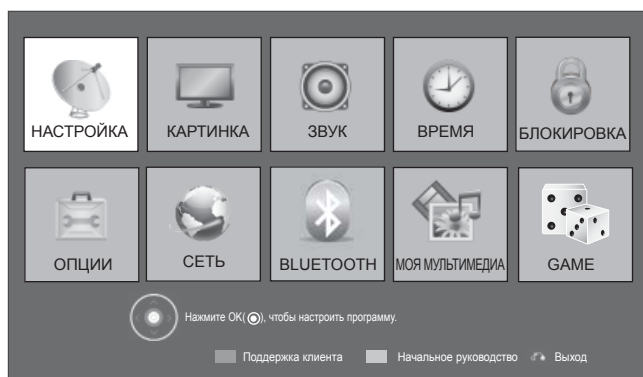 НАСТРОЙКА
КАРТИНКА
ЗВУК
ВРЕМЯ
БЛОКИРОВКА
ОПЦИИ
СЕТЬ
BLUETOOTH
МОЯ МУЛЬТИМЕДИА
GAME
Нажмите OK(◉), чтобы настроить программу.
Поддержка клиента
Начальное руководство
Выход